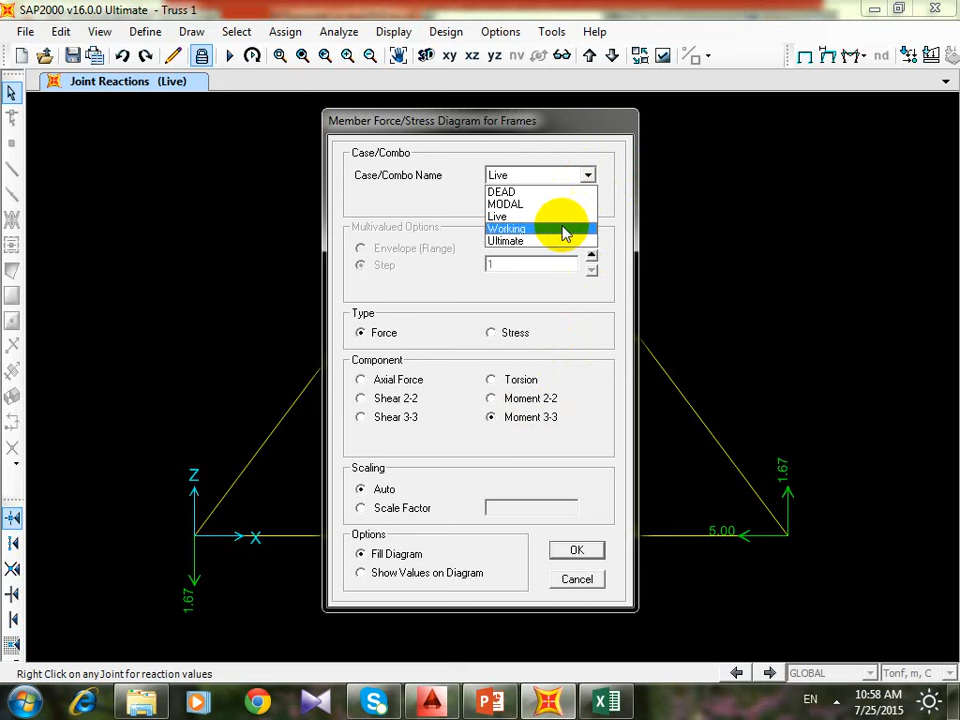 SAP2000 v16.0.0 Ultimate - Truss 1
File Edit View Define Draw Select Assign Analyze Display Design Options Tools Help
3D xy xz yz nv nd
Joint Reactions (Live)
Member Force/Stress Diagram for Frames
Case/Combo
Case/Combo Name Live
DEAD
MODAL
Live
Working
Ultimate
Multivalued Options
Envelope (Range)
Step 1
Type
Force Stress
Component
Axial Force Torsion
Shear 2-2 Moment 2-2
Shear 3-3 Moment 3-3
Scaling
Auto
Scale Factor
Options
Fill Diagram
Show Values on Diagram
OK
Cancel
Z
X
1.67
5.00
1.67
Right Click on any Joint for reaction values
GLOBAL Tonf, m, C
EN
10:58 AM
7/25/2015